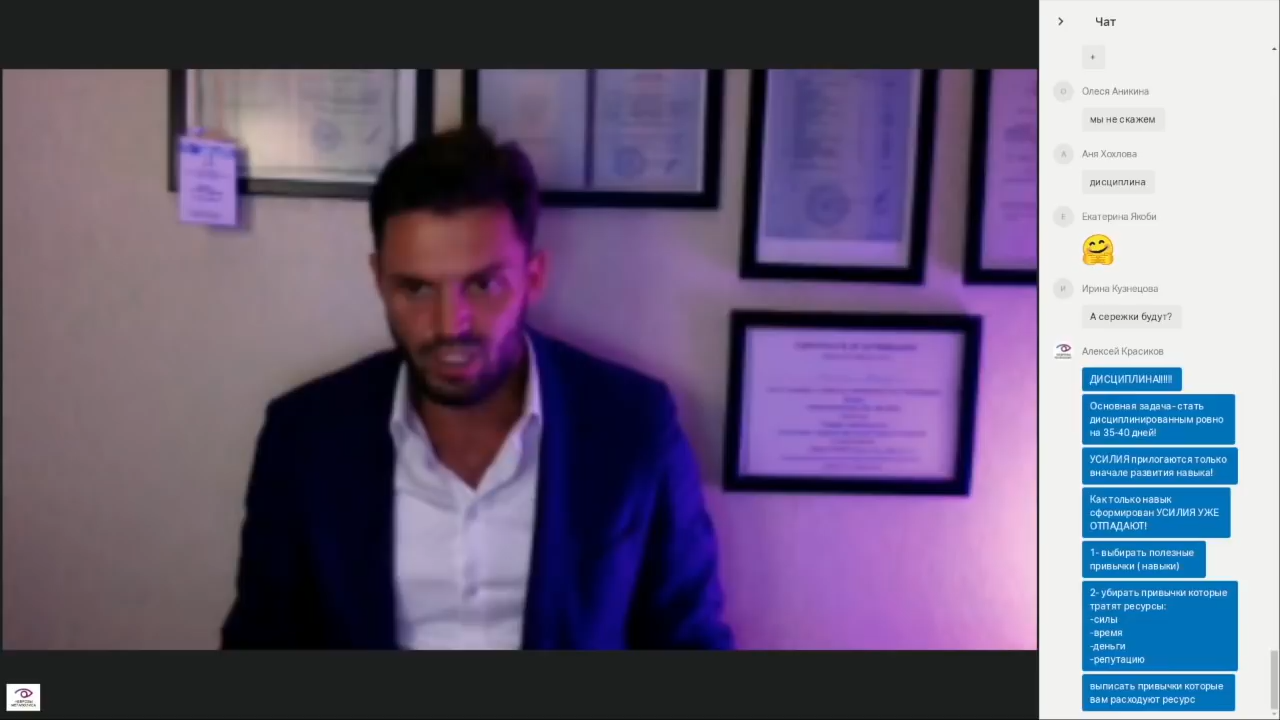 Чат
+
Олеся Аникина
мы не скажем
Аня Хохлова
дисциплина
Екатерина Якоби
Ирина Кузнецова
А сережки будут?
Алексей Красиков
ДИСЦИПЛИНА!!!!!!
Основная задача- стать
дисциплинированным ровно
на 35-40 дней!
УСИЛИЯ прилогаются только
вначале развития навыка!
Как только навык
сформирован УСИЛИЯ УЖЕ
ОТПАДАЮТ!
1- выбирать полезные
привычки ( навыки)
2- убирать привычки которые
тратят ресурсы:
-силы
-время
-деньги
-репутацию
выписать привычки которые
вам расходуют ресурс